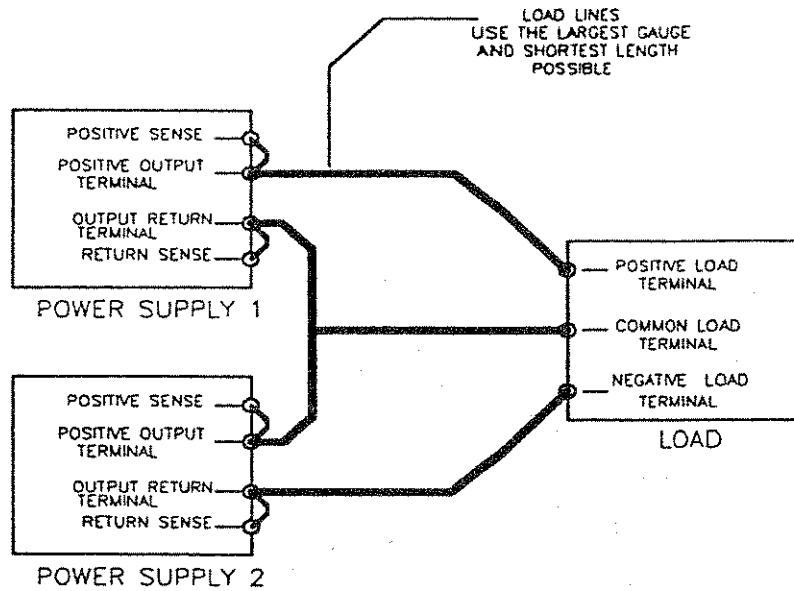 LOAD LINES
USE THE LARGEST GAUGE
AND SHORTEST LENGTH
POSSIBLE
POSITIVE SENSE
POSITIVE OUTPUT
TERMINAL
OUTPUT RETURN
TERMINAL
RETURN SENSE
POWER SUPPLY 1
POSITIVE LOAD
TERMINAL
COMMON LOAD
TERMINAL
NEGATIVE LOAD
TERMINAL
LOAD
POSITIVE SENSE
POSITIVE OUTPUT
TERMINAL
OUTPUT RETURN
TERMINAL
RETURN SENSE
POWER SUPPLY 2